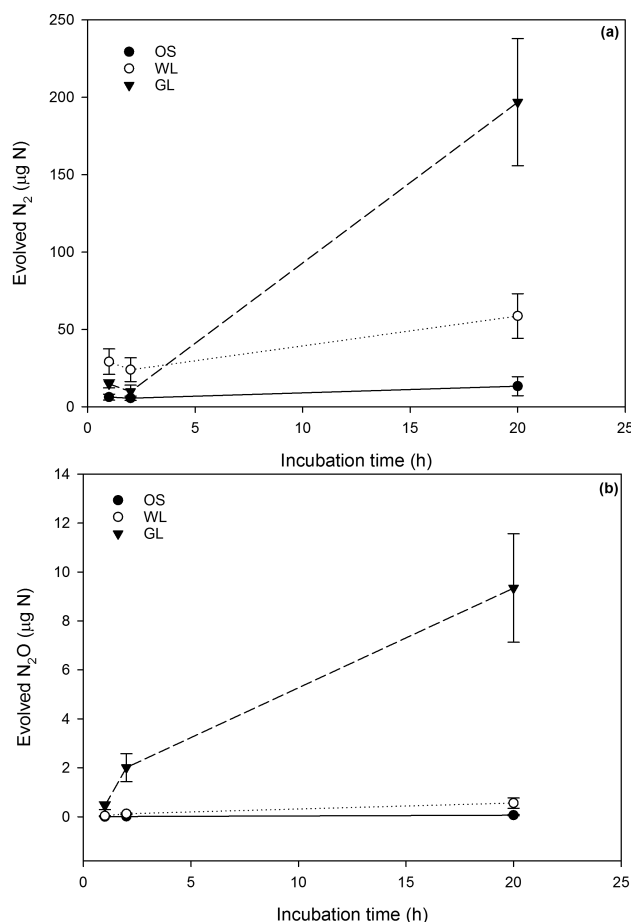 (a)
OS
WL
GL
250
200
150
100
50
0
Evolved N₂ (μg N)
0 5 10 15 20 25
Incubation time (h)
(b)
OS
WL
GL
14
12
10
8
6
4
2
0
Evolved N₂O (μg N)
0 5 10 15 20 25
Incubation time (h)